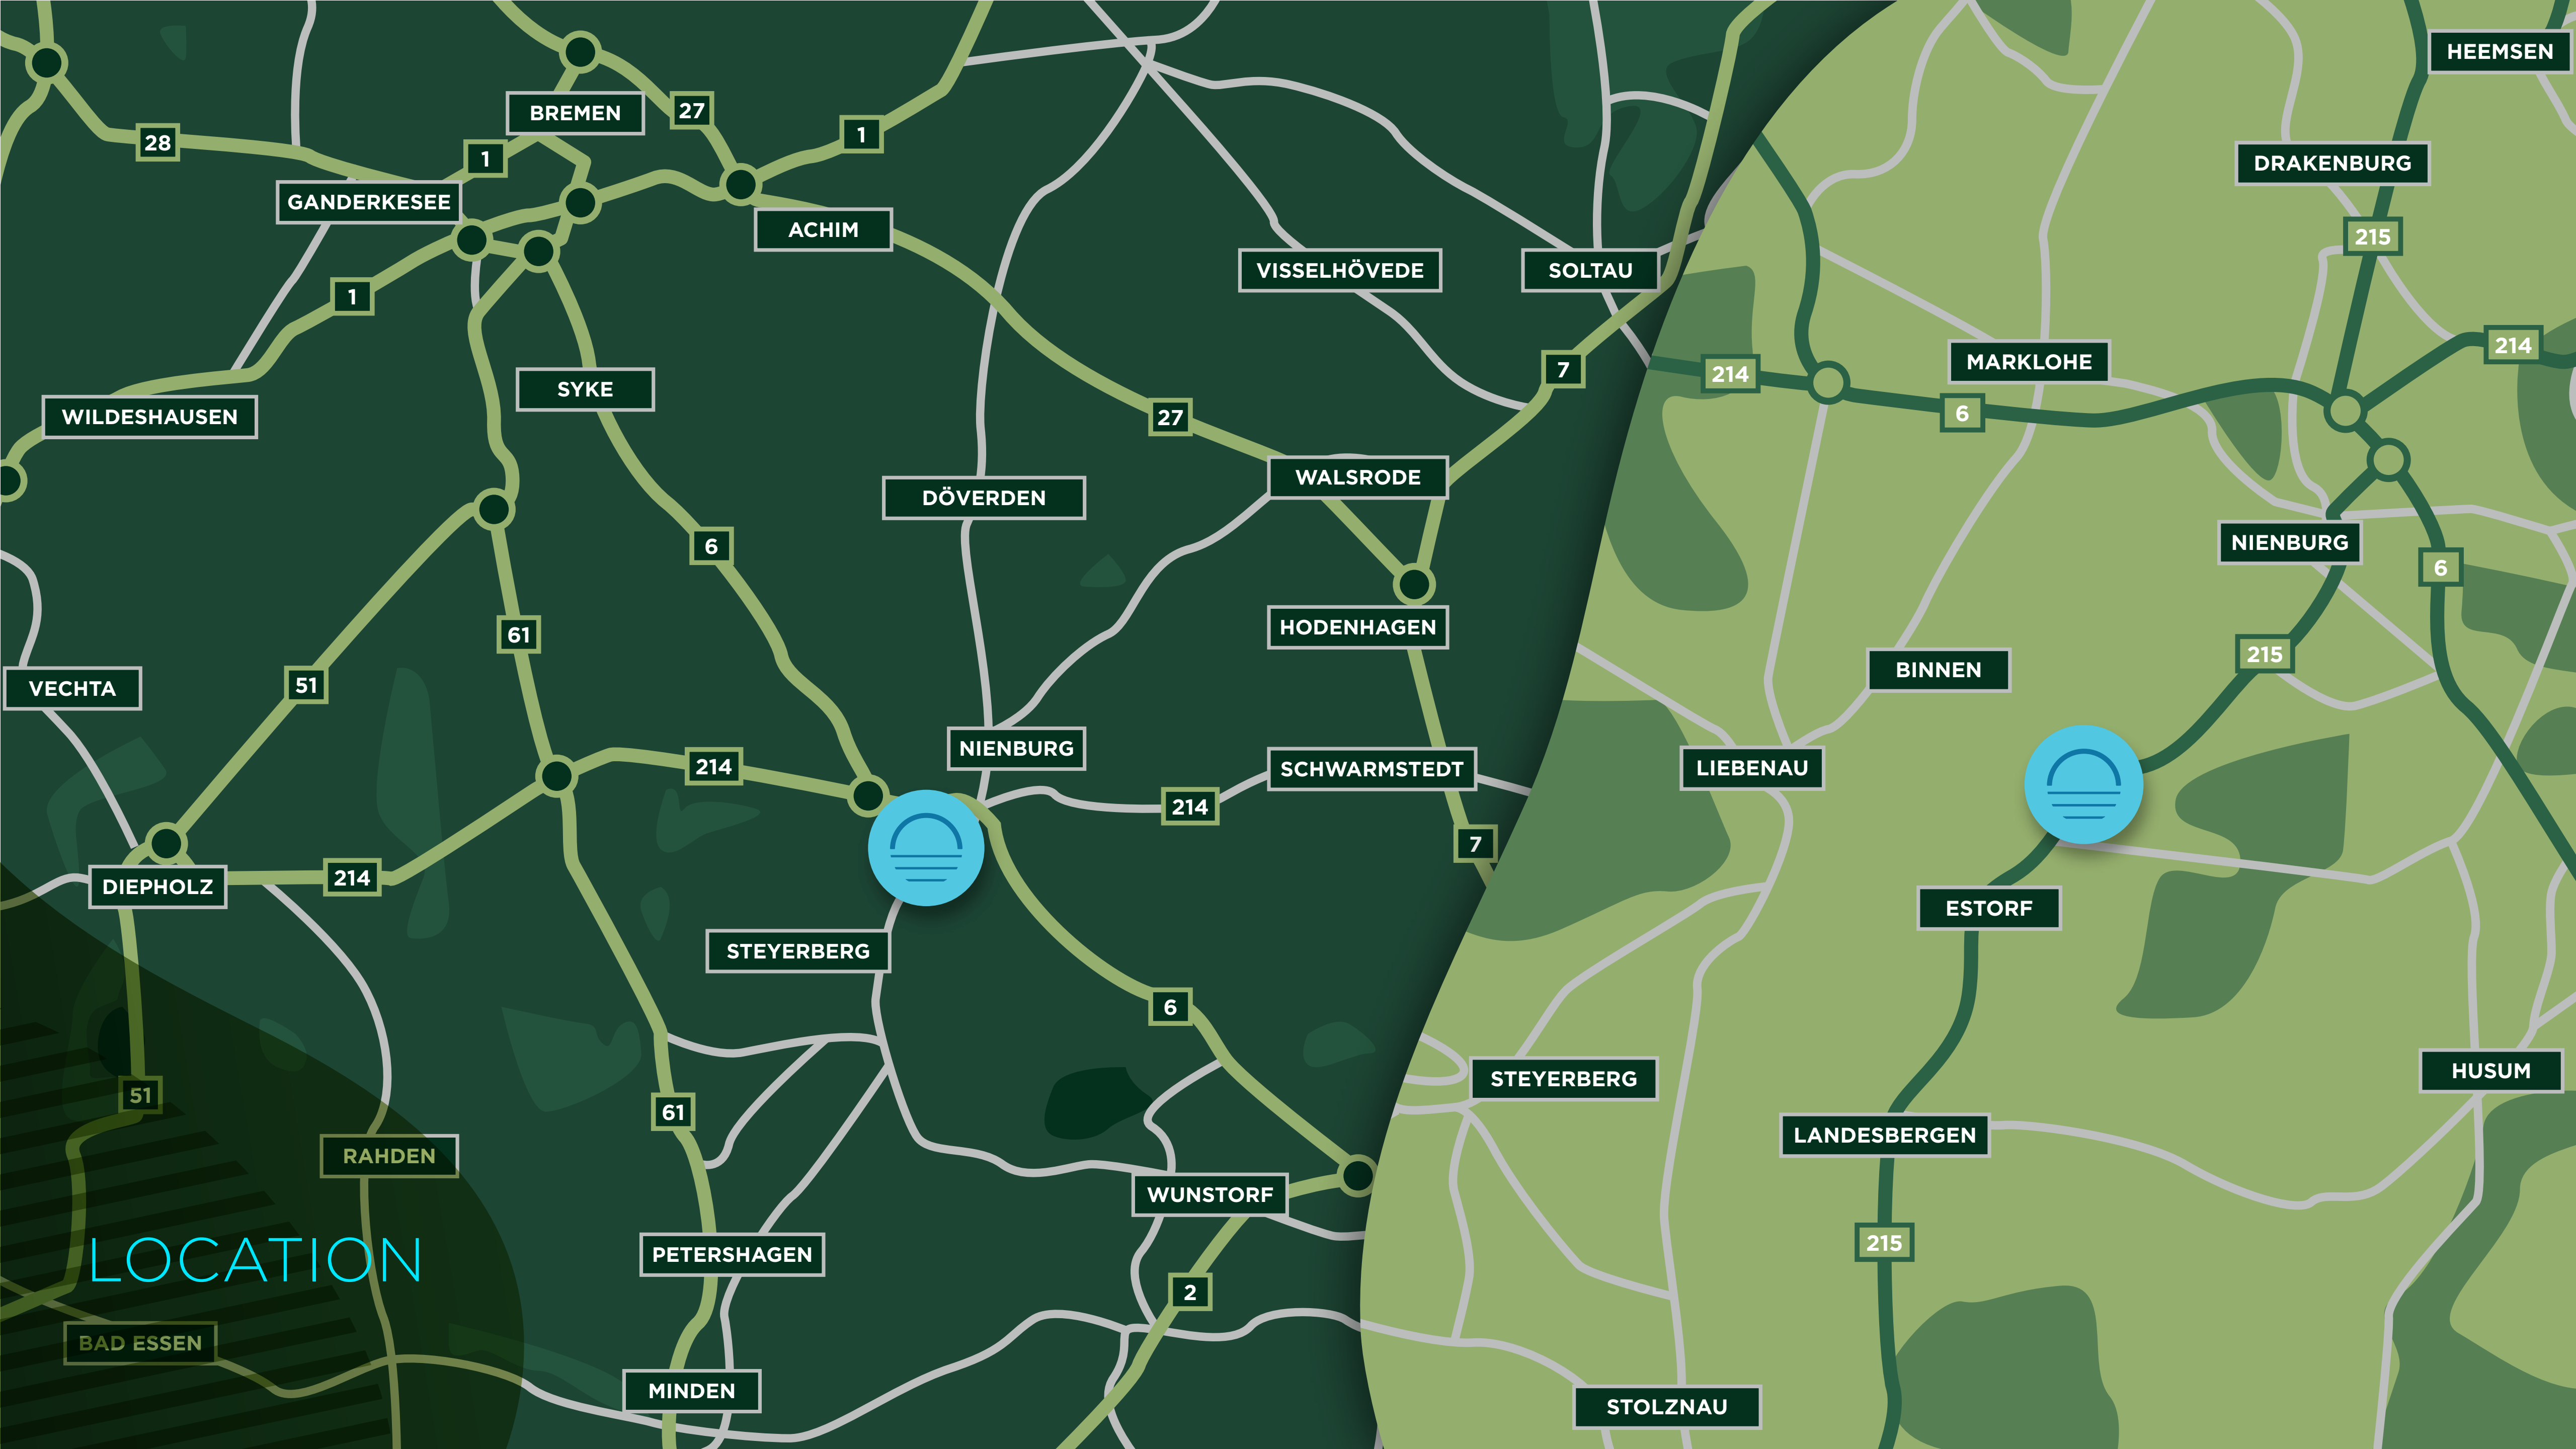 BREMEN
27
1
28
1
GANDERKESEE
ACHIM
VISSELHÖVEDE
SOLTAU
1
7
SYKE
WILDESHAUSEN
27
WALSRODE
DÖVERDEN
6
HODENHAGEN
61
51
VECHTA
NIENBURG
214
SCHWARMSTEDT
214
7
214
DIEPHOLZ
STEYERBERG
6
51
61
RAHDEN
WUNSTORF
PETERSHAGEN
2
LOCATION
BAD ESSEN
MINDEN
HEEMSEN
DRAKENBURG
215
214
MARKLOHE
214
6
NIENBURG
6
215
BINNEN
LIEBENAU
ESTORF
HUSUM
STEYERBERG
LANDESBERGEN
215
STOLZNAU